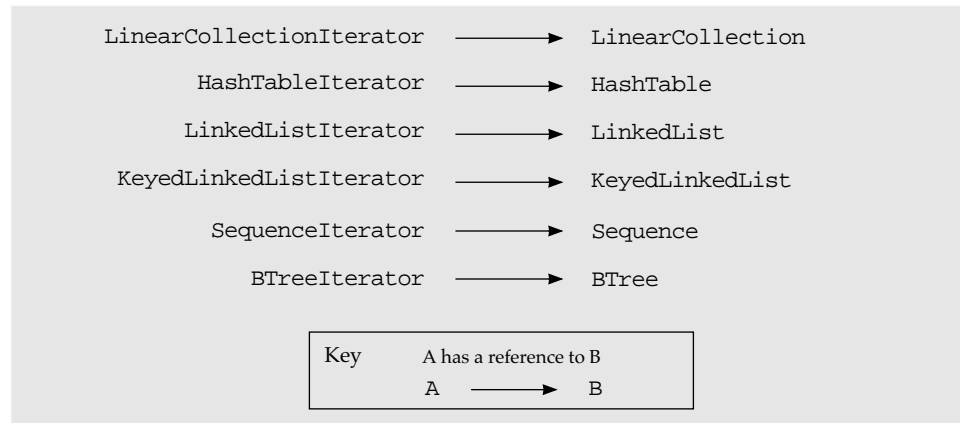 LinearCollectionIterator LinearCollection
HashTableIterator HashTable
LinkedListIterator LinkedList
KeyedLinkedListIterator KeyedLinkedList
SequenceIterator Sequence
BTreeIterator BTree
Key A has a reference to B
A B